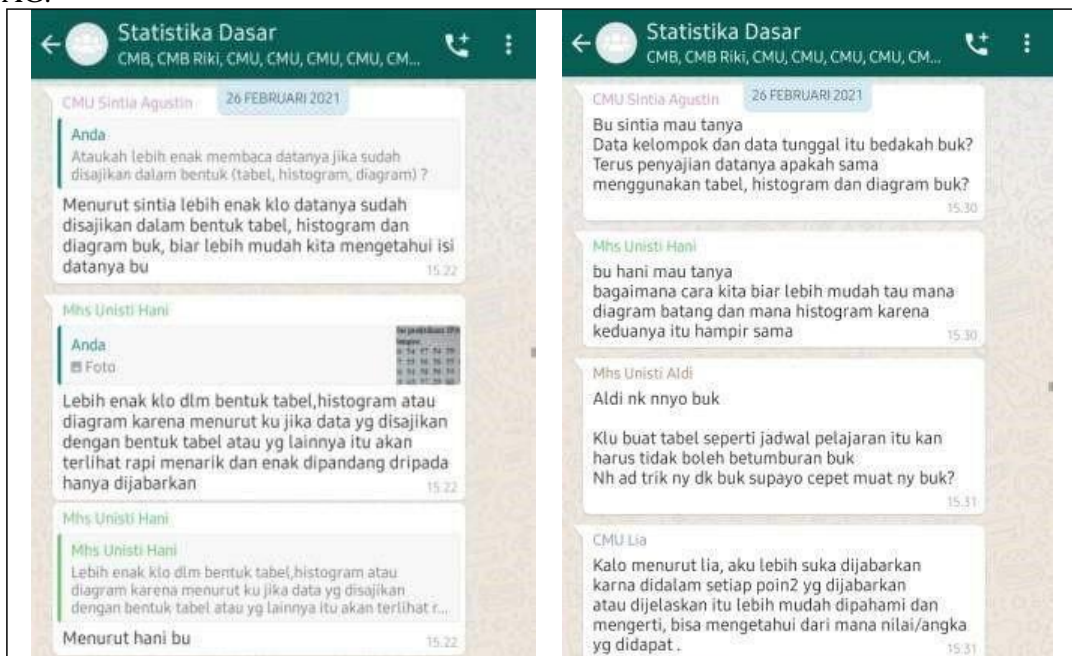 AC.
Statistika Dasar
CMB, CMB Riki, CMU, CMU, CMU, CMU, CM...
26 FEBRUARI 2021
CMU Sintia Agustin
Anda
Ataukah lebih enak membaca datanya jika sudah
disajikan dalam bentuk (tabel, histogram, diagram) ?
Menurut sintia lebih enak klo datanya sudah
disajikan dalam bentuk tabel, histogram dan
diagram buk, biar lebih mudah kita mengetahui isi
datanya bu
15.22
Mhs Unisti Hani
Anda
Foto
Lebih enak klo dlm bentuk tabel,histogram atau
diagram karena menurut ku jika data yg disajikan
dengan bentuk tabel atau yg lainnya itu akan
terlihat rapi menarik dan enak dipandang dripada
hanya dijabarkan
15.22
Mhs Unisti Hani
Mhs Unisti Hani
Lebih enak klo dlm bentuk tabel,histogram atau
diagram karena menurut ku jika data yg disajikan
dengan bentuk tabel atau yg lainnya itu akan terlihat r...
Menurut hani bu
15.22
Statistika Dasar
CMB, CMB Riki, CMU, CMU, CMU, CMU, CM...
26 FEBRUARI 2021
CMU Sintia Agustin
Bu sintia mau tanya
Data kelompok dan data tunggal itu bedakah buk?
Terus penyajian datanya apakah sama
menggunakan tabel, histogram dan diagram buk?
15.30
Mhs Unisti Hani
bu hani mau tanya
bagaimana cara kita biar lebih mudah tau mana
diagram batang dan mana histogram karena
keduanya itu hampir sama
15.30
Mhs Unisti Aldi
Aldi nk nnyo buk
Klu buat tabel seperti jadwal pelajaran itu kan
harus tidak boleh betumburan buk
Nh ad trik ny dk buk supayo cepet muat ny buk?
15.31
CMU Lia
Kalo menurut lia, aku lebih suka dijabarkan
karna didalam setiap poin2 yg dijabarkan
atau dijelaskan itu lebih mudah dipahami dan
mengerti, bisa mengetahui dari mana nilai/angka
yg didapat .
15.31